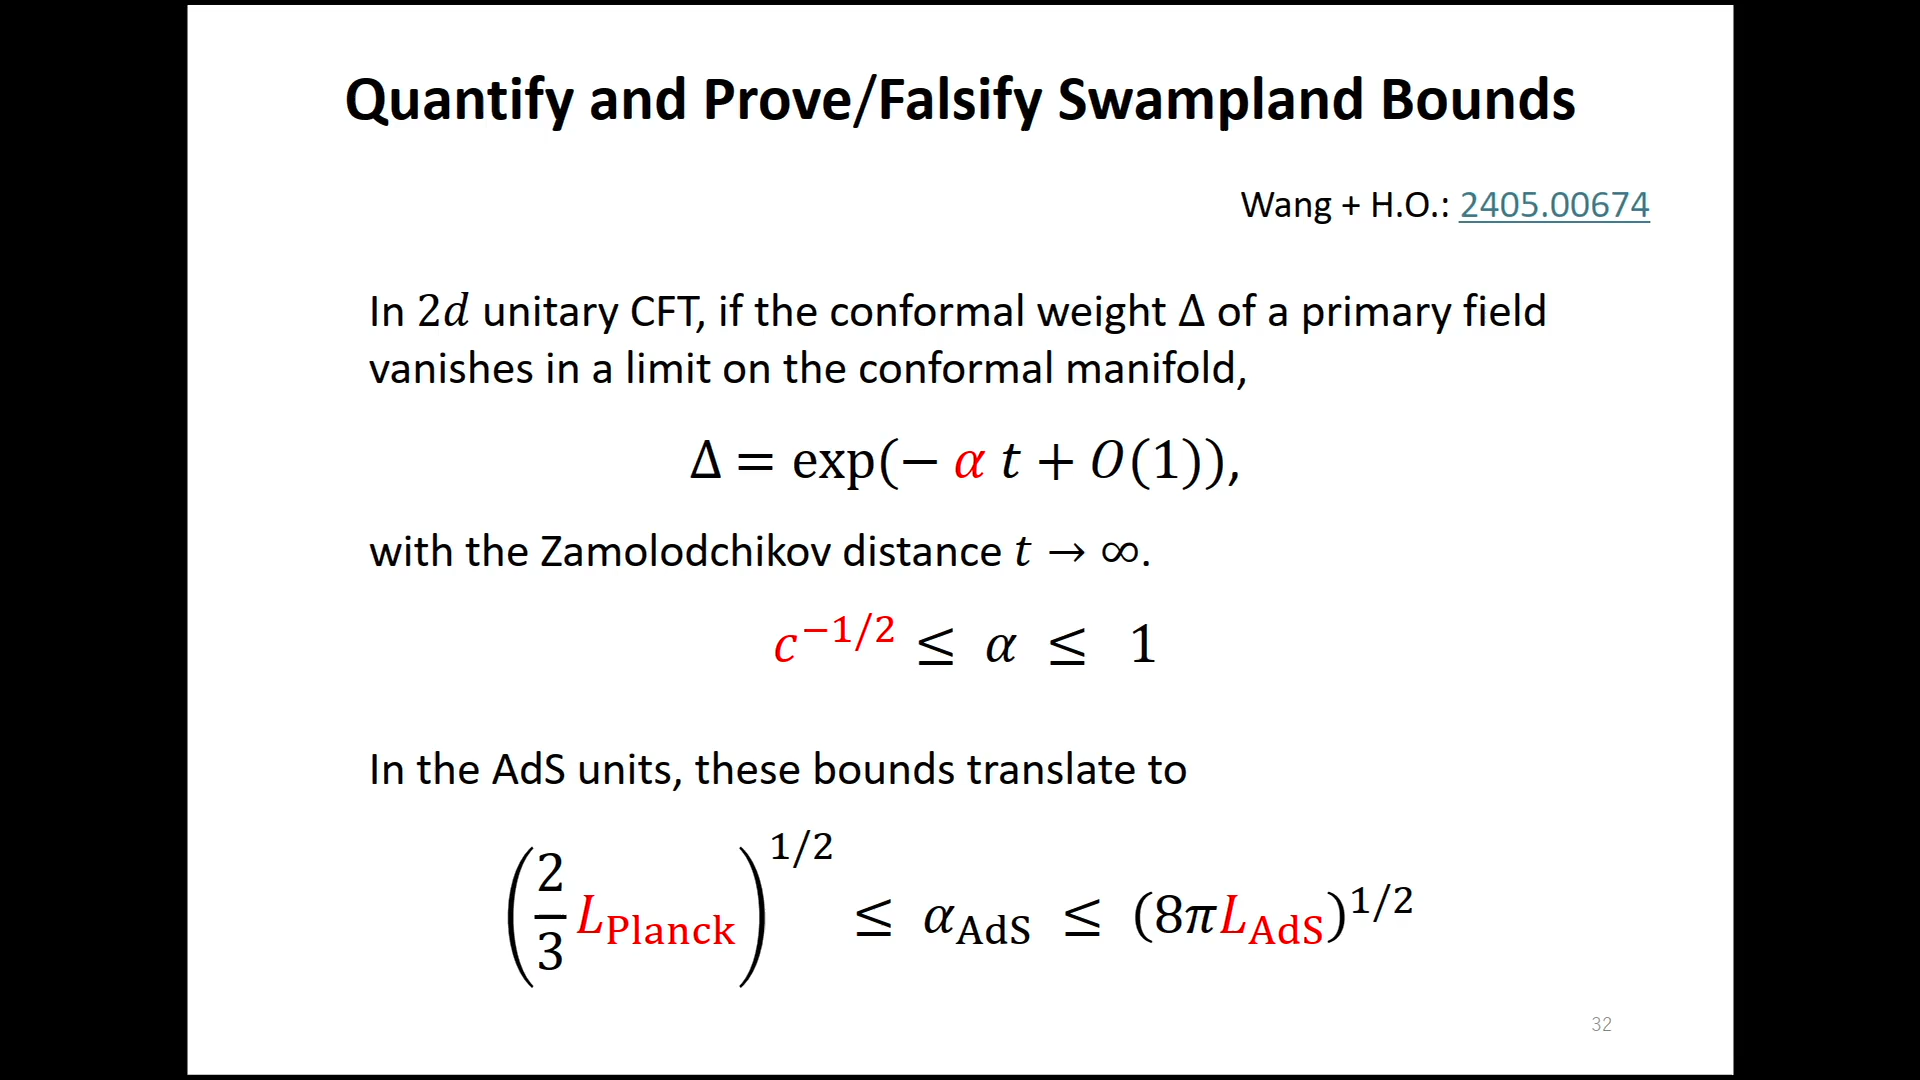 Quantify and Prove/Falsify Swampland Bounds
Wang + H.O.: 2405.00674
In 2d unitary CFT, if the conformal weight Δ of a primary field
vanishes in a limit on the conformal manifold,
Δ = exp(− α t + O(1)),
with the Zamolodchikov distance t → ∞.
c^{−1/2} ≤ α ≤ 1
In the AdS units, these bounds translate to
(2/3 L_Planck)^{1/2} ≤ α_AdS ≤ (8πL_AdS)^{1/2}
32